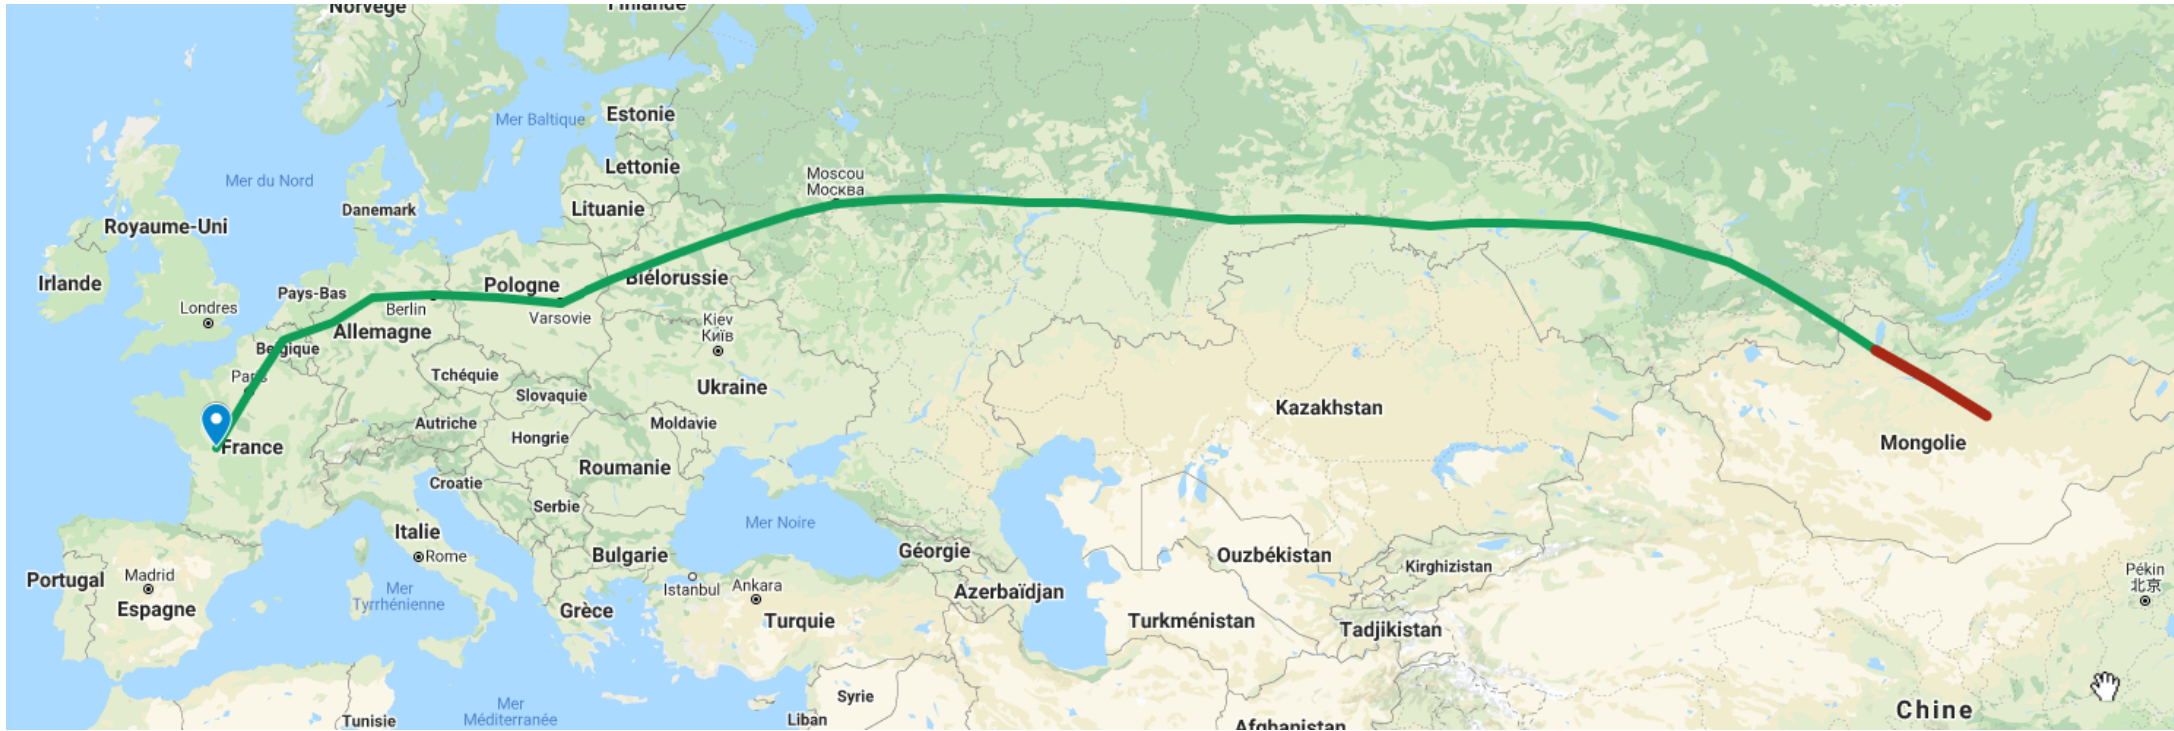 Norvège
Finlande
Estonie
Mer Baltique
Lettonie
Moscou
Москва
Mer du Nord
Danemark
Lituanie
Royaume-Uni
Irlande
Biélorussie
Pologne
Pays-Bas
Londres
Berlin
Varsovie
Kiev
Київ
Allemagne
Belgique
Paris
Tchéquie
Ukraine
Slovaquie
Kazakhstan
Autriche
Moldavie
Hongrie
France
Mongolie
Roumanie
Croatie
Serbie
Mer Noire
Italie
Rome
Bulgarie
Géorgie
Ouzbékistan
Kirghizistan
Portugal
Madrid
Espagne
Mer
Tyrrhénienne
Istanbul
Ankara
Azerbaïdjan
Pékin
北京
Grèce
Turquie
Turkménistan
Tadjikistan
Syrie
Mer
Méditerranée
Tunisie
Liban
Afghanistan
Chine